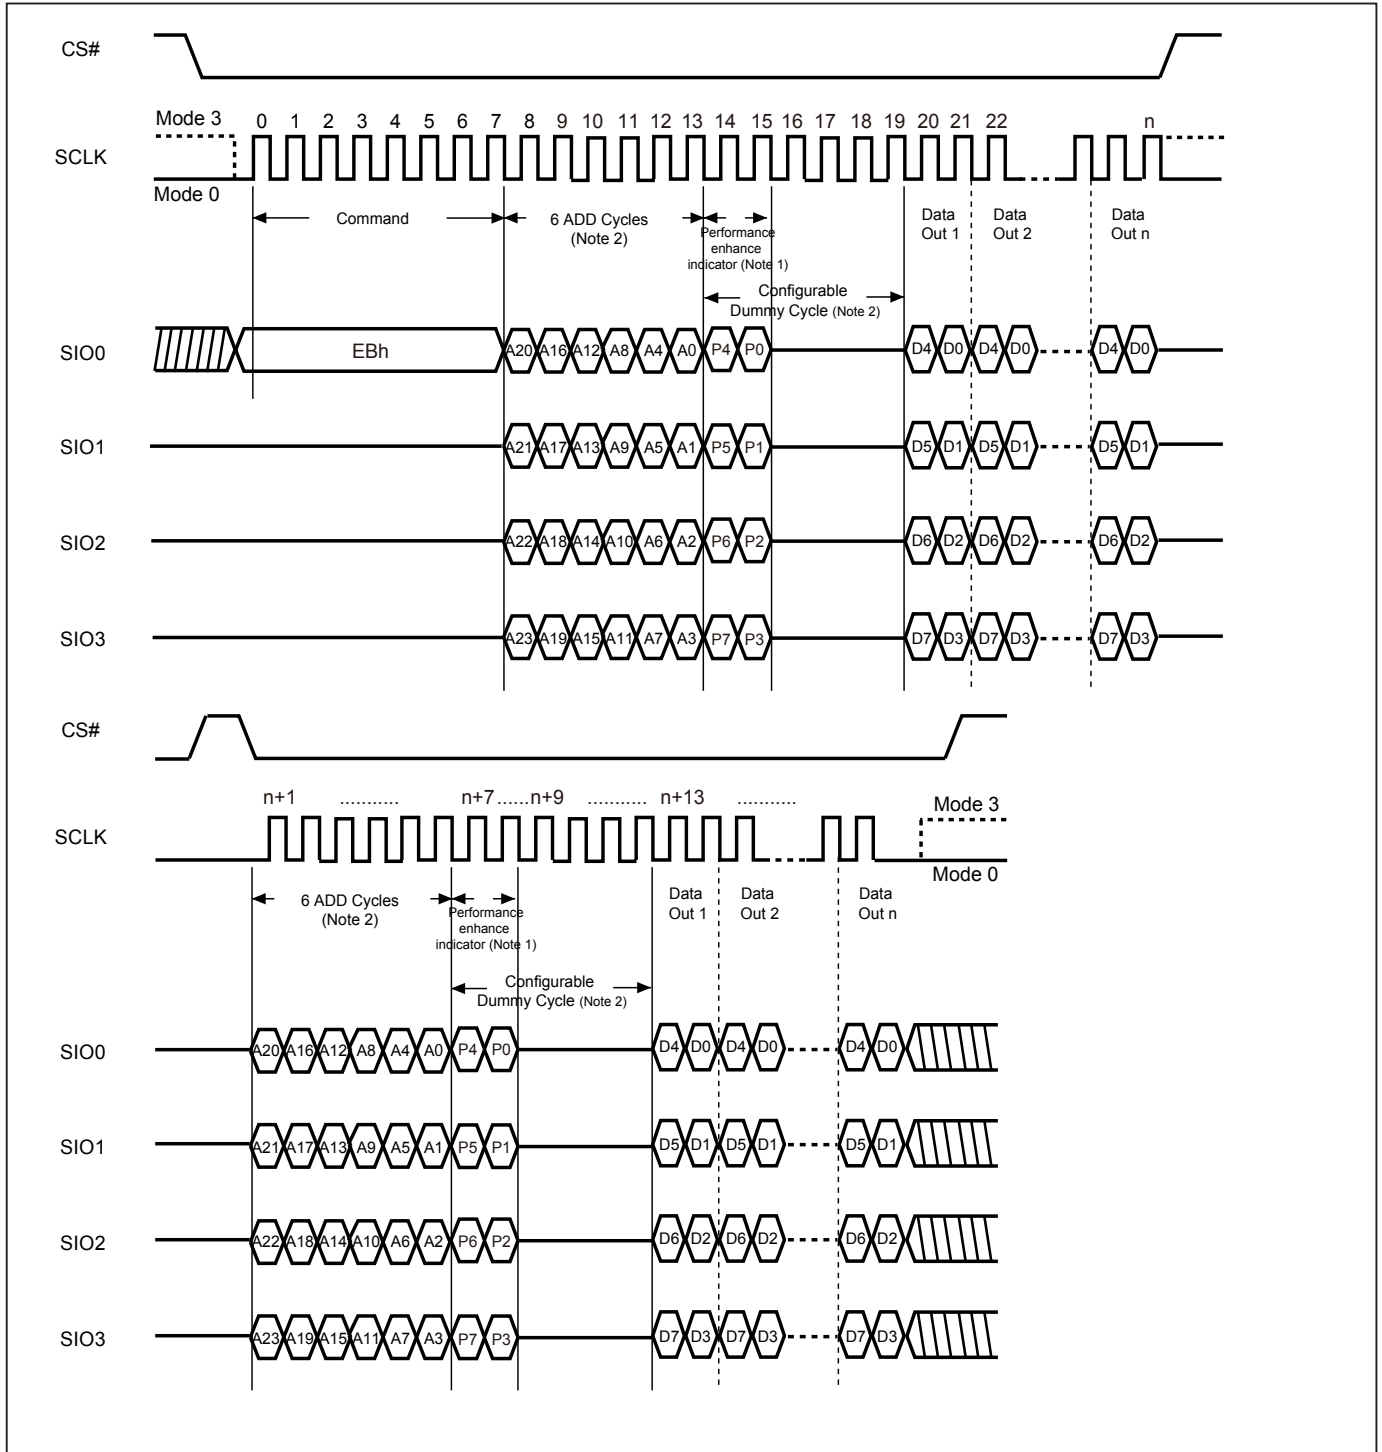 CS#
Mode 3
0 1 2 3 4 5 6 7 8 9 10 11 12 13 14 15 16 17 18 19 20 21 22 n
SCLK
Mode 0
Command
6 ADD Cycles
(Note 2)
Performance
enhance
indicator (Note 1)
Data
Out 1
Data
Out 2
Data
Out n
Configurable
Dummy Cycle (Note 2)
SIO0 EBh A20 A16 A12 A8 A4 A0 P4 P0 D4 D0 D4 D0 D4 D0
SIO1 A21 A17 A13 A9 A5 A1 P5 P1 D5 D1 D5 D1 D5 D1
SIO2 A22 A18 A14 A10 A6 A2 P6 P2 D6 D2 D6 D2 D6 D2
SIO3 A23 A19 A15 A11 A7 A3 P7 P3 D7 D3 D7 D3 D7 D3
CS#
n+1 ........... n+7......n+9 ........... n+13 ...........
Mode 3
SCLK
Mode 0
6 ADD Cycles
(Note 2)
Performance
enhance
indicator (Note 1)
Data
Out 1
Data
Out 2
Data
Out n
Configurable
Dummy Cycle (Note 2)
SIO0 A20 A16 A12 A8 A4 A0 P4 P0 D4 D0 D4 D0 D4 D0
SIO1 A21 A17 A13 A9 A5 A1 P5 P1 D5 D1 D5 D1 D5 D1
SIO2 A22 A18 A14 A10 A6 A2 P6 P2 D6 D2 D6 D2 D6 D2
SIO3 A23 A19 A15 A11 A7 A3 P7 P3 D7 D3 D7 D3 D7 D3